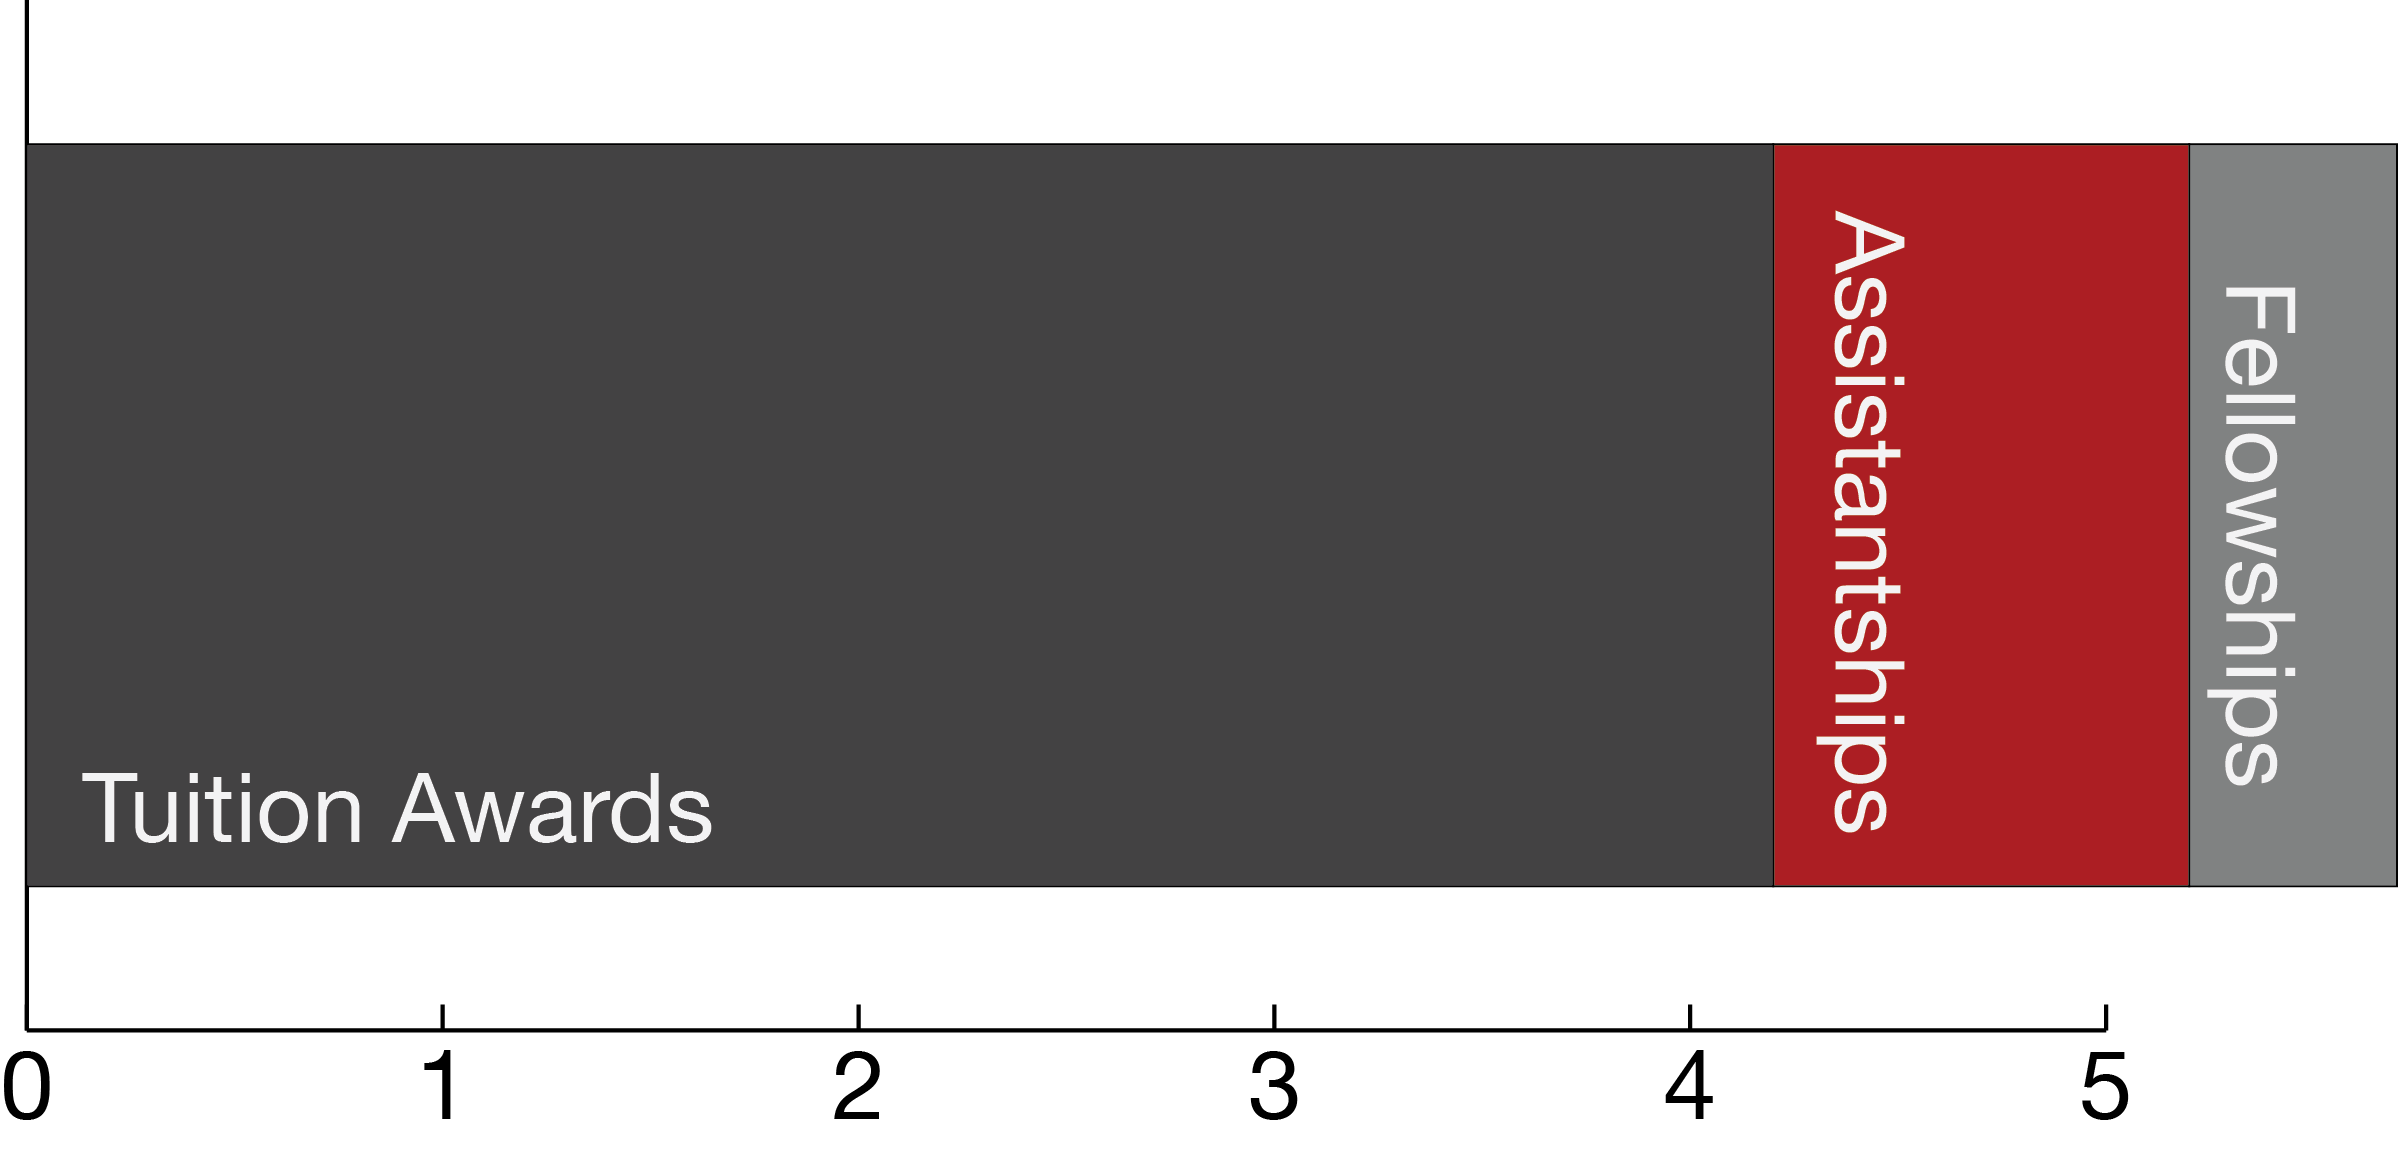 Tuition Awards
Assistantships
Fellowships
0 1 2 3 4 5